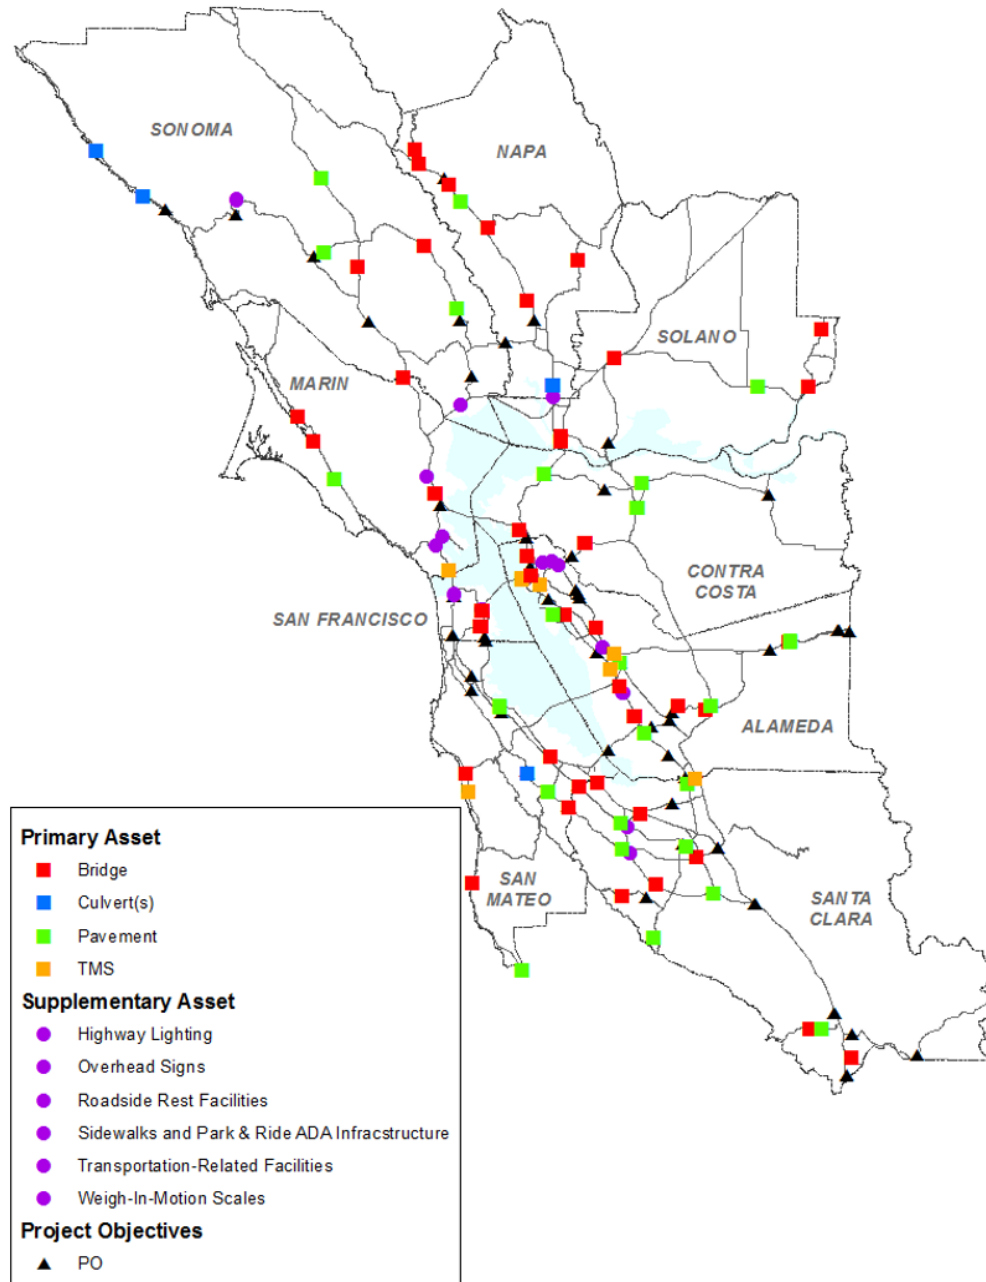 SONOMA
NAPA
SOLANO
MARIN
CONTRA
COSTA
SAN FRANCISCO
ALAMEDA
SAN
MATEO
SANTA
CLARA
Primary Asset
Bridge
Culvert(s)
Pavement
TMS
Supplementary Asset
Highway Lighting
Overhead Signs
Roadside Rest Facilities
Sidewalks and Park & Ride ADA Infracstructure
Transportation-Related Facilities
Weigh-In-Motion Scales
Project Objectives
PO